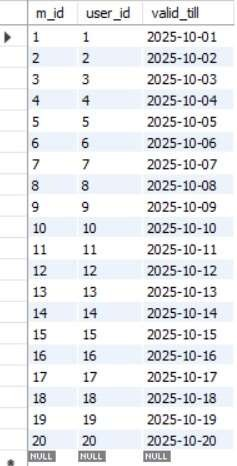 m_id user_id valid_till
1 1 2025-10-01
2 2 2025-10-02
3 3 2025-10-03
4 4 2025-10-04
5 5 2025-10-05
6 6 2025-10-06
7 7 2025-10-07
8 8 2025-10-08
9 9 2025-10-09
10 10 2025-10-10
11 11 2025-10-11
12 12 2025-10-12
13 13 2025-10-13
14 14 2025-10-14
15 15 2025-10-15
16 16 2025-10-16
17 17 2025-10-17
18 18 2025-10-18
19 19 2025-10-19
20 20 2025-10-20
NULL NULL NULL